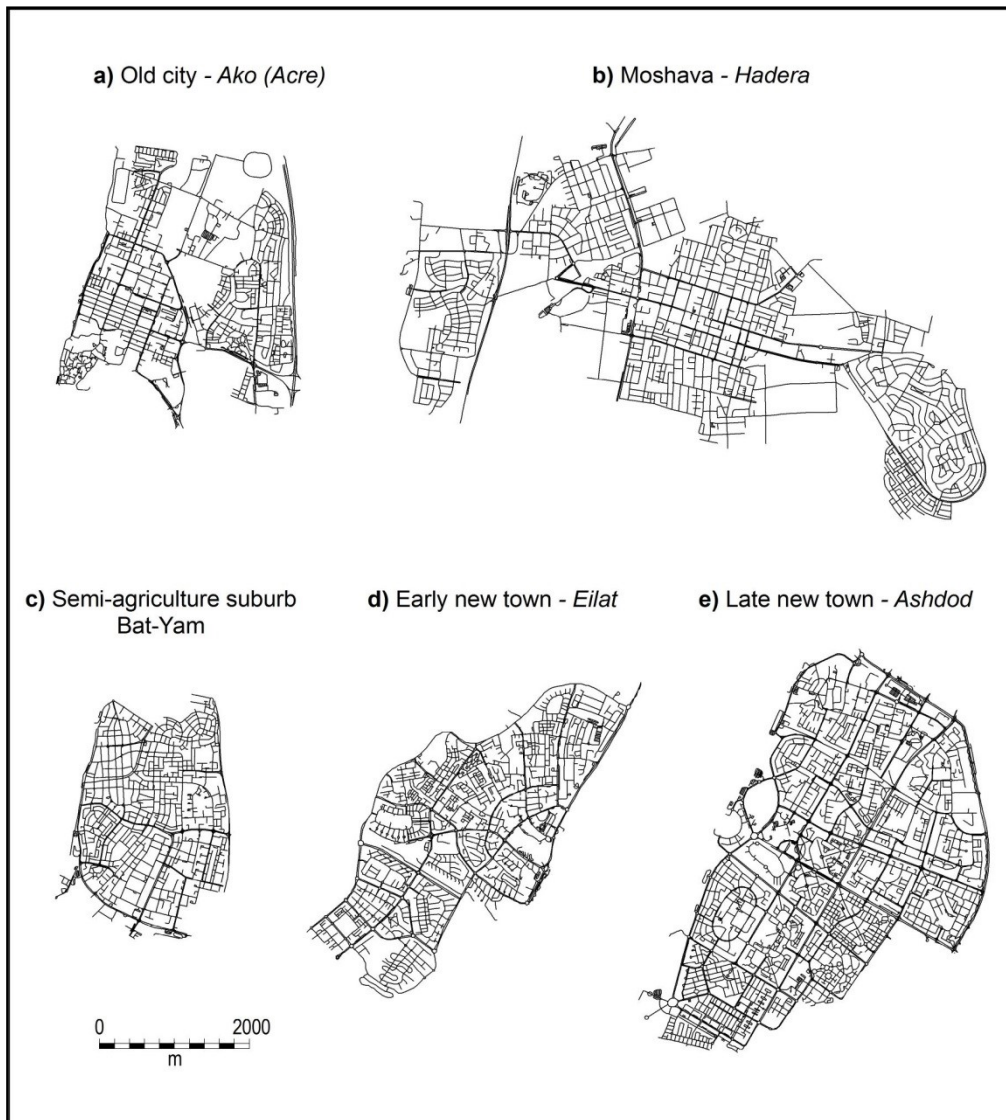 a) Old city - Ako (Acre)
b) Moshava - Hadera
c) Semi-agriculture suburb
Bat-Yam
d) Early new town - Eilat
e) Late new town - Ashdod
0 2000
m